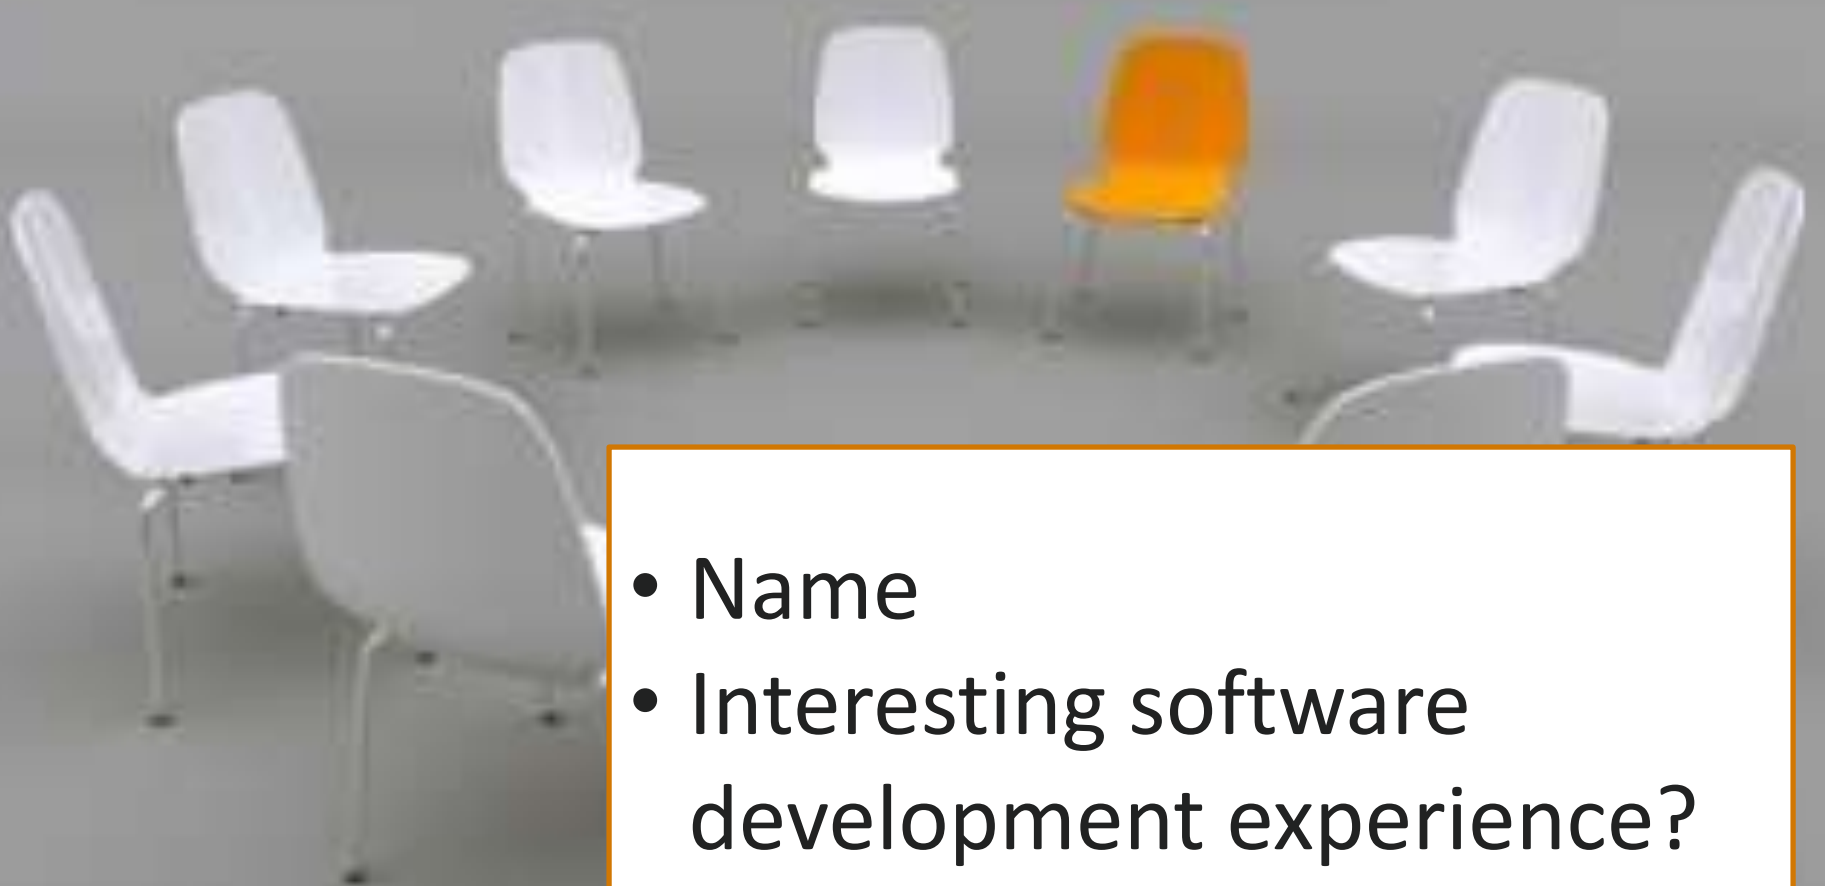 • Name
• Interesting software
development experience?